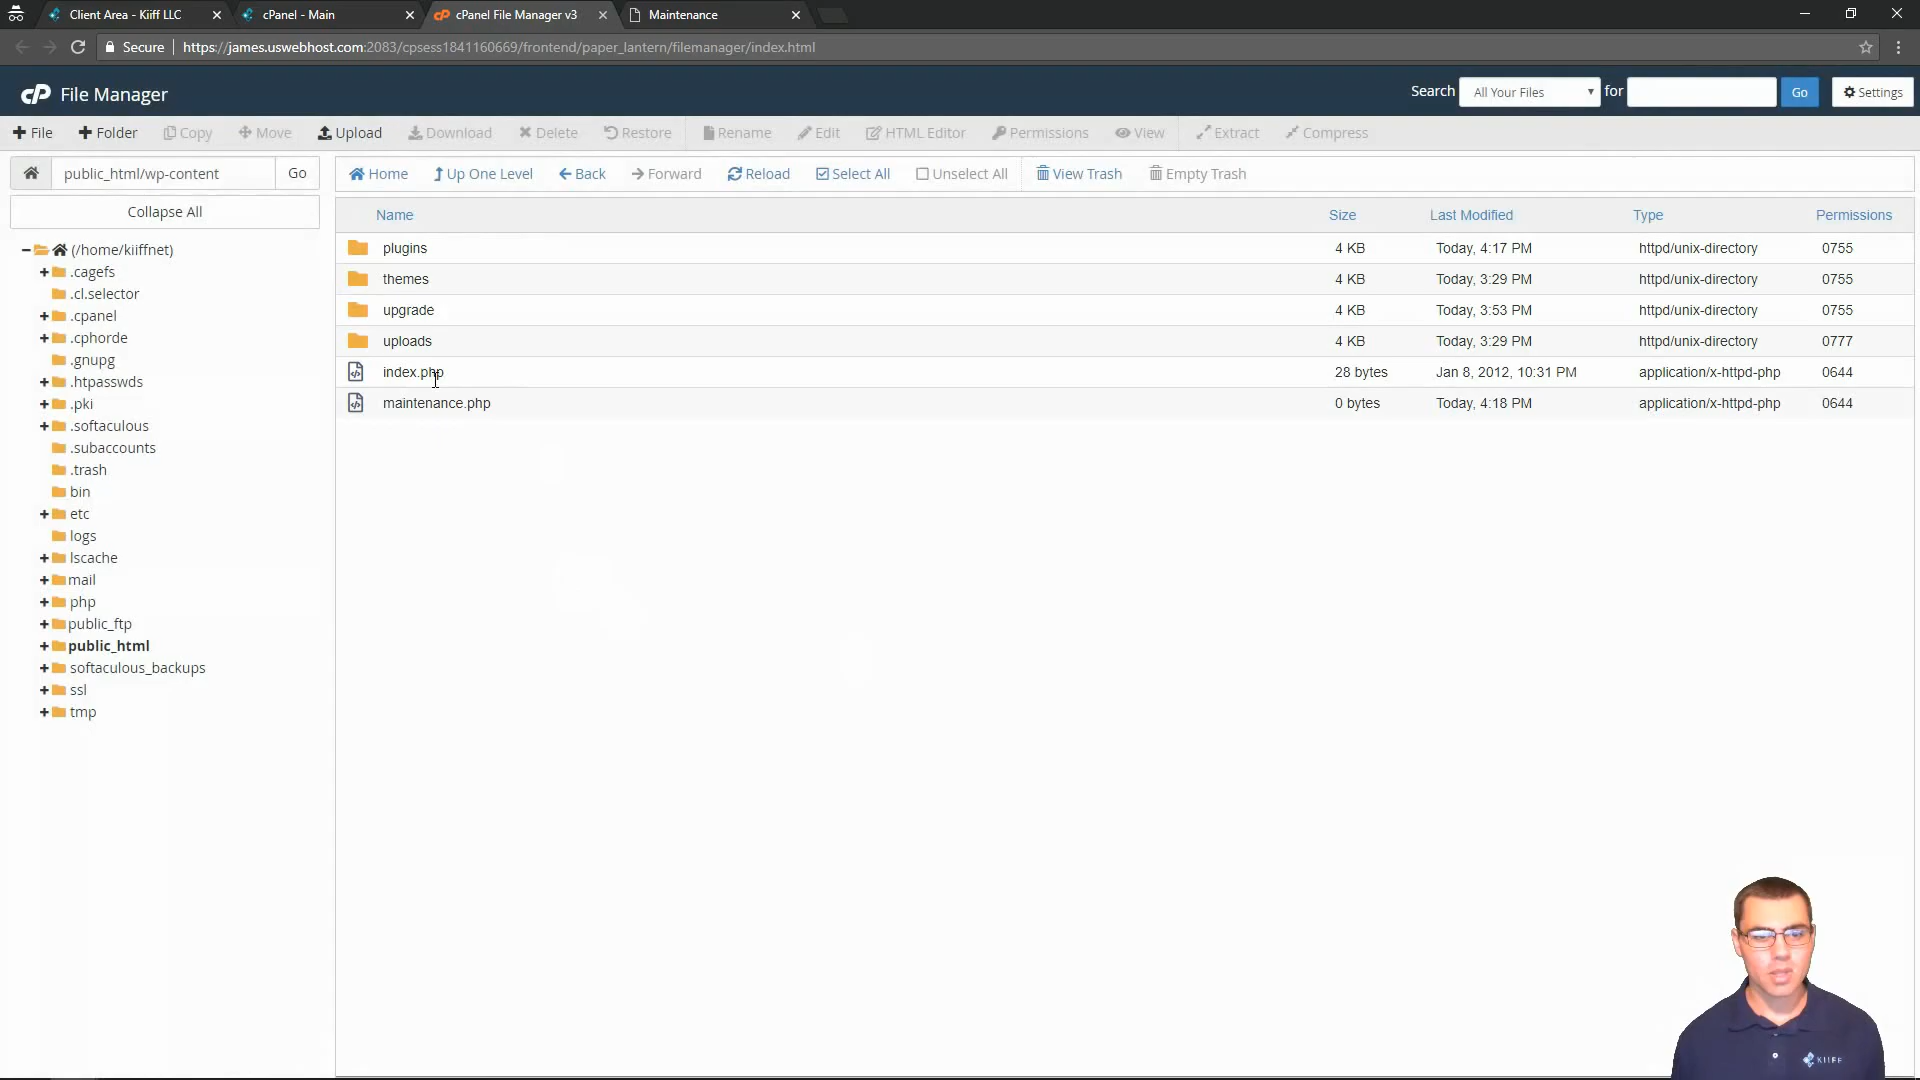 Client Area - Kiiff LLC
cPanel - Main
cPanel File Manager v3
Maintenance
Secure https://james.uswebhost.com:2083/cpsess1841160669/frontend/paper_lantern/filemanager/index.html
cP File Manager
Search All Your Files for Go Settings
File Folder Copy Move Upload Download Delete Restore Rename Edit HTML Editor Permissions View Extract Compress
public_html/wp-content Go
Home Up One Level Back Forward Reload Select All Unselect All View Trash Empty Trash
Collapse All
(/home/kiiffnet)
.cagefs
.cl.selector
.cpanel
.cphorde
.gnupg
.htpasswds
.pki
.softaculous
.subaccounts
.trash
bin
etc
logs
lscache
mail
php
public_ftp
public_html
softaculous_backups
ssl
tmp
Name Size Last Modified Type Permissions
plugins 4 KB Today, 4:17 PM httpd/unix-directory 0755
themes 4 KB Today, 3:29 PM httpd/unix-directory 0755
upgrade 4 KB Today, 3:53 PM httpd/unix-directory 0755
uploads 4 KB Today, 3:29 PM httpd/unix-directory 0777
index.php 28 bytes Jan 8, 2012, 10:31 PM application/x-httpd-php 0644
maintenance.php 0 bytes Today, 4:18 PM application/x-httpd-php 0644
KIIFF